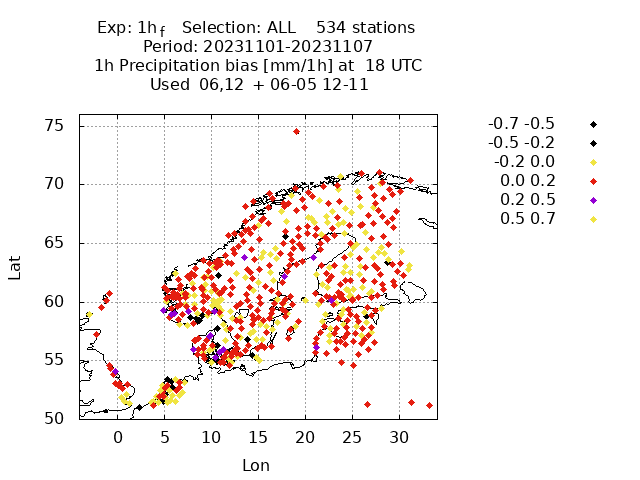 Exp: 1h f   Selection: ALL    534 stations
Period: 20231101-20231107
1h Precipitation bias [mm/1h] at  18 UTC
Used  06,12  + 06-05 12-11
-0.7 -0.5
-0.5 -0.2
-0.2 0.0
0.0 0.2
0.2 0.5
0.5 0.7
75
70
65
60
55
50
Lat
0 5 10 15 20 25 30
Lon